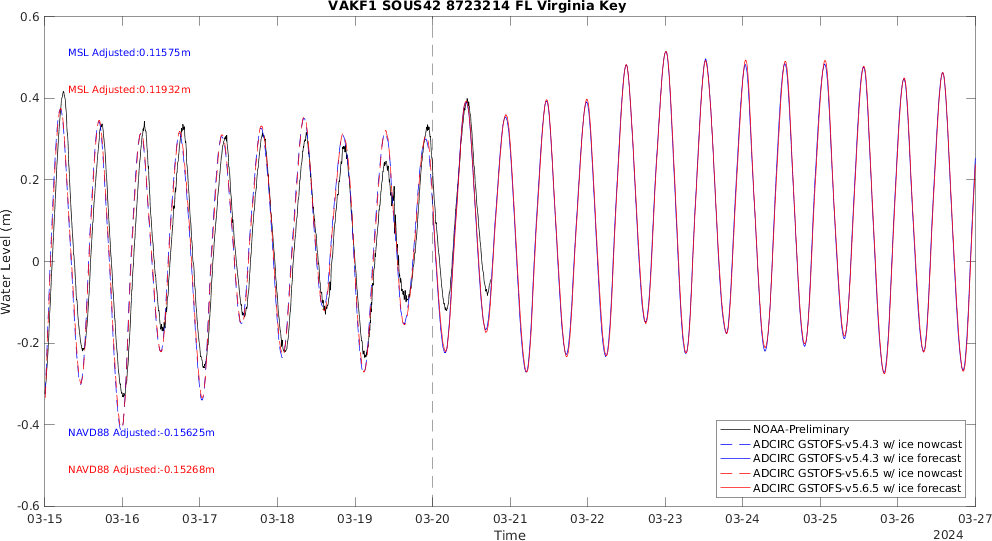 VAKF1 SOUS42 8723214 FL Virginia Key
0.6
0.4
0.2
0
-0.2
-0.4
-0.6
Water Level (m)
MSL Adjusted:0.11575m
MSL Adjusted:0.11932m
NAVD88 Adjusted:-0.15625m
NAVD88 Adjusted:-0.15268m
NOAA-Preliminary
ADCIRC GSTOFS-v5.4.3 w/ ice nowcast
ADCIRC GSTOFS-v5.4.3 w/ ice forecast
ADCIRC GSTOFS-v5.6.5 w/ ice nowcast
ADCIRC GSTOFS-v5.6.5 w/ ice forecast
03-15 03-16 03-17 03-18 03-19 03-20 03-21 03-22 03-23 03-24 03-25 03-26 03-27
Time
2024